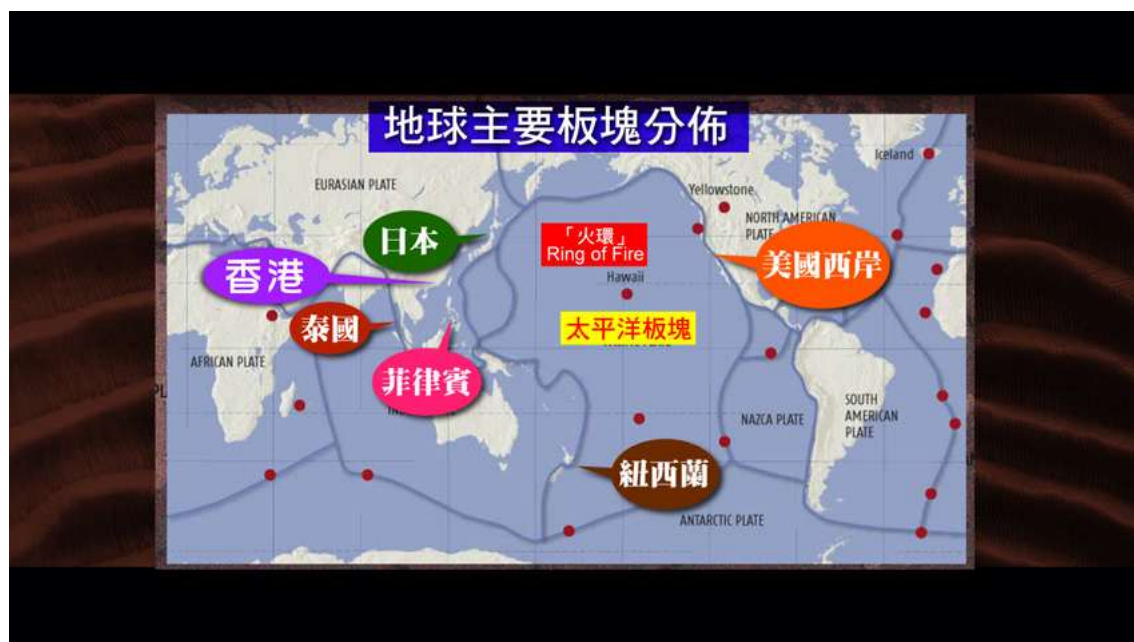 地球主要板塊分佈
Iceland
EURASIAN PLATE
Yellowstone
NORTH AMERICAN
PLATE
日本
「火環」
Ring of Fire
美國西岸
香港
Hawaii
泰國
太平洋板塊
AFRICAN PLATE
菲律賓
SOUTH
AMERICAN
PLATE
NAZCA PLATE
紐西蘭
ANTARCTIC PLATE